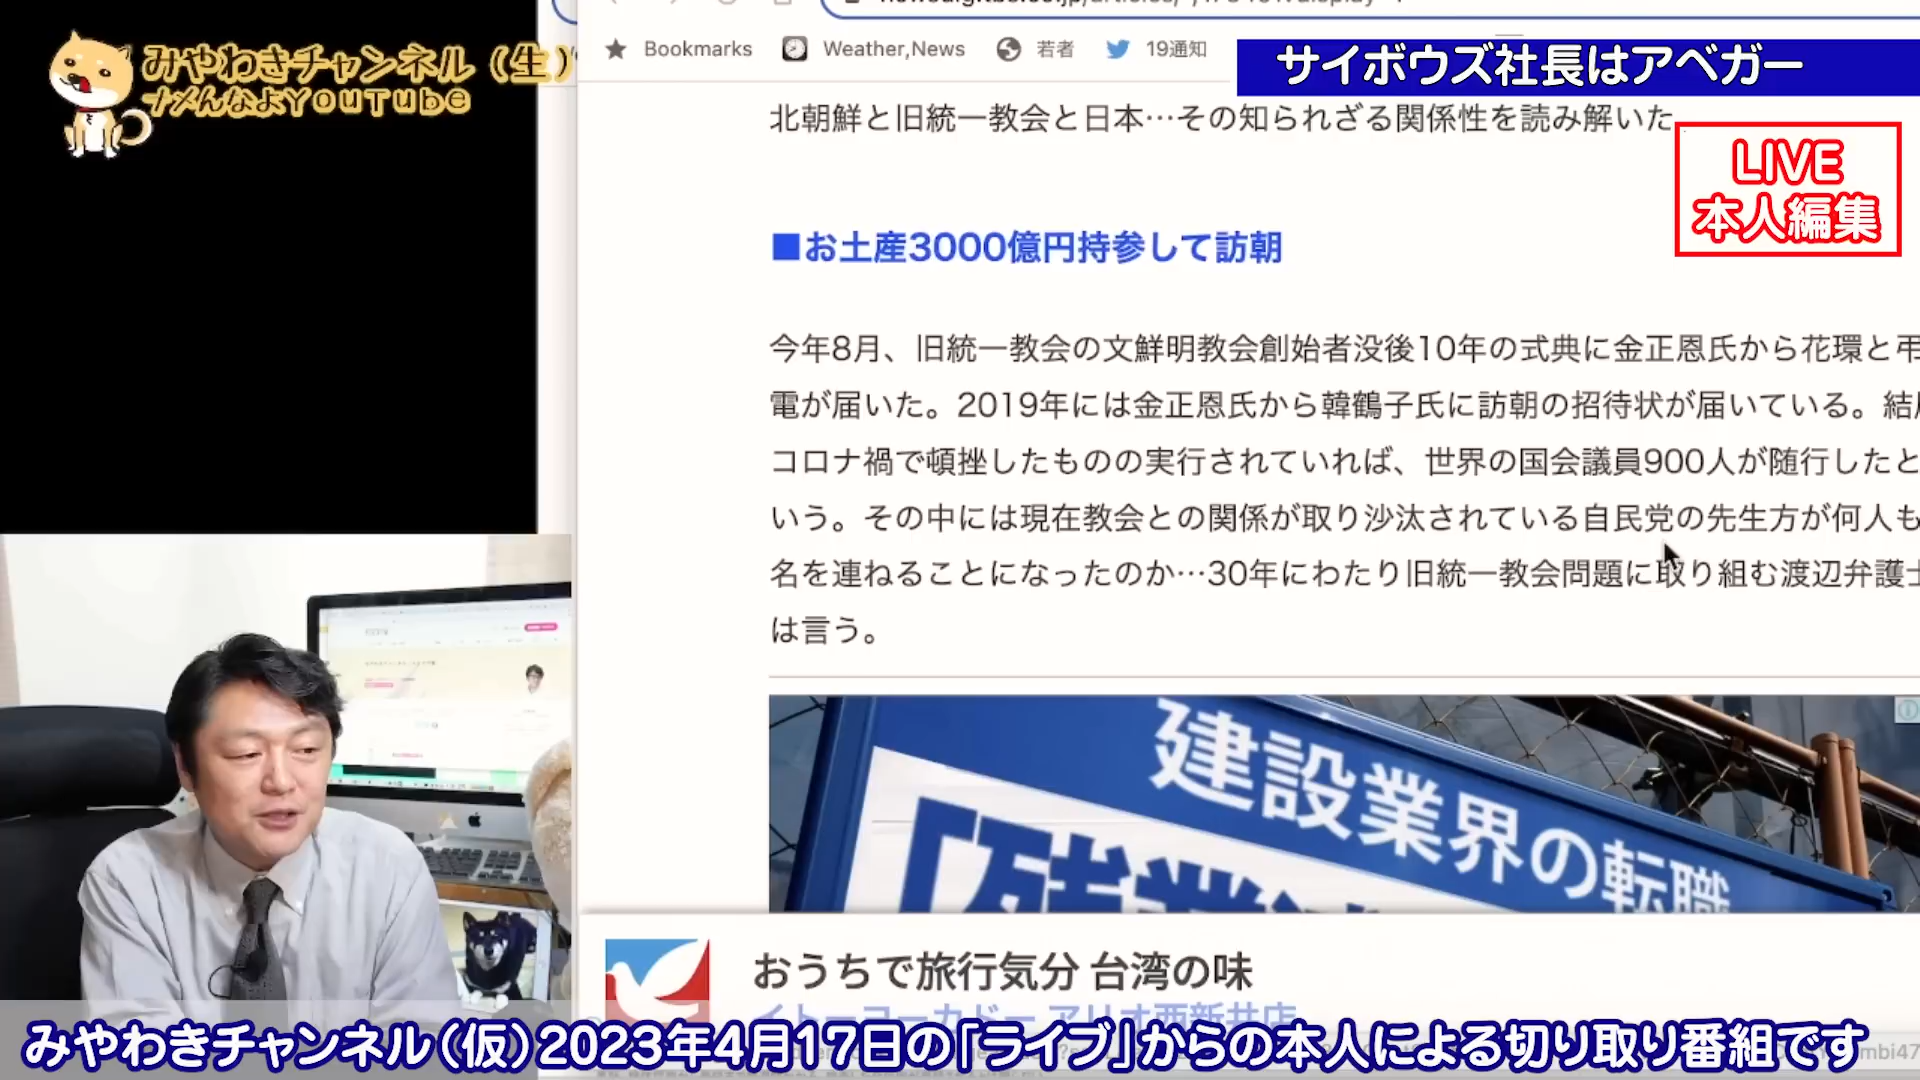 みやわきチャンネル（生）
ナメんなよYouTube
Bookmarks
Weather,News
若者
19通知
サイボウズ社長はアベガー
LIVE
本人編集
北朝鮮と旧統一教会と日本…その知られざる関係性を読み解いた
■お土産3000億円持参して訪朝
今年8月、旧統一教会の文鮮明教会創始者没後10年の式典に金正恩氏から花環と弔
電が届いた。2019年には金正恩氏から韓鶴子氏に訪朝の招待状が届いている。結局
コロナ禍で頓挫したものの実行されていれば、世界の国会議員900人が随行したと
いう。その中には現在教会との関係が取り沙汰されている自民党の先生方が何人も
名を連ねることになったのか…30年にわたり旧統一教会問題に取り組む渡辺弁護士
は言う。
建設業界の転職
おうちで旅行気分 台湾の味
イトーヨーカドー アリオ西新井店
みやわきチャンネル（仮）2023年4月17日の「ライブ」からの本人による切り取り番組です